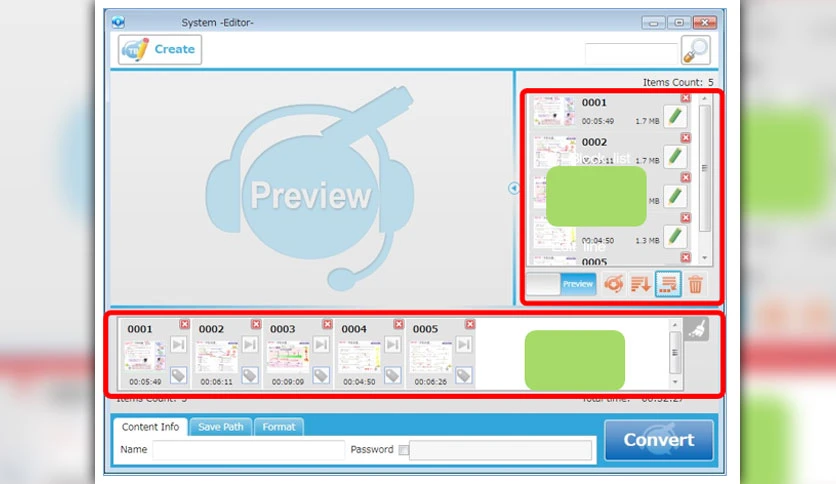 System -Editor-
Create
Items Count: 5
0001
00:05:49 1.7 MB
0002
1.7 MB
MB
00:04:50 1.3 MB
0005
Preview
Preview
0001
00:05:49
0002
00:06:11
0003
00:09:09
0004
00:04:50
0005
00:06:26
Items Count: 5
Total time: 00:32:27
Content Info
Save Path
Format
Name
Password
Convert